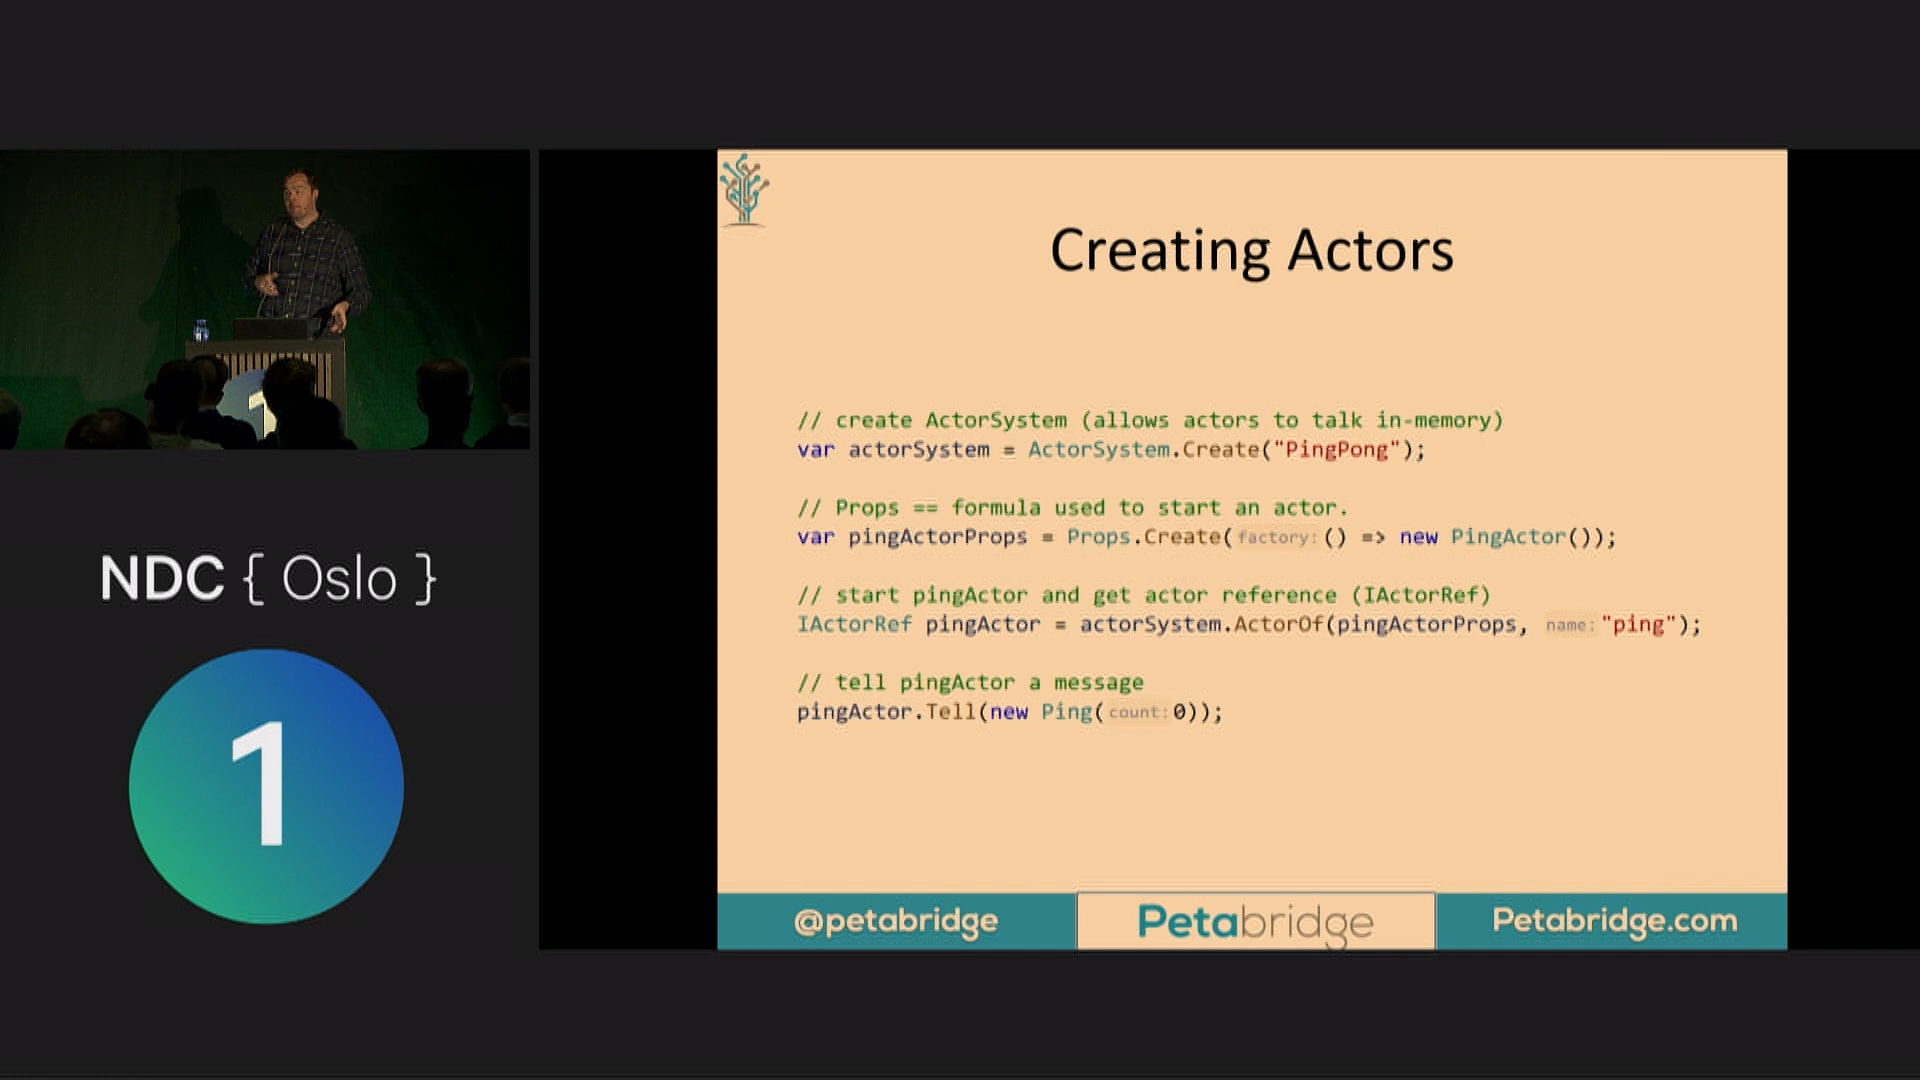 Creating Actors
// create ActorSystem (allows actors to talk in-memory)
var actorSystem = ActorSystem.Create("PingPong");
// Props == formula used to start an actor.
var pingActorProps = Props.Create(factory: () => new PingActor());
// start pingActor and get actor reference (IActorRef)
IActorRef pingActor = actorSystem.ActorOf(pingActorProps, name: "ping");
// tell pingActor a message
pingActor.Tell(new Ping(count: 0));
@petabridge
Petabridge
Petabridge.com
NDC { Oslo }
1
1